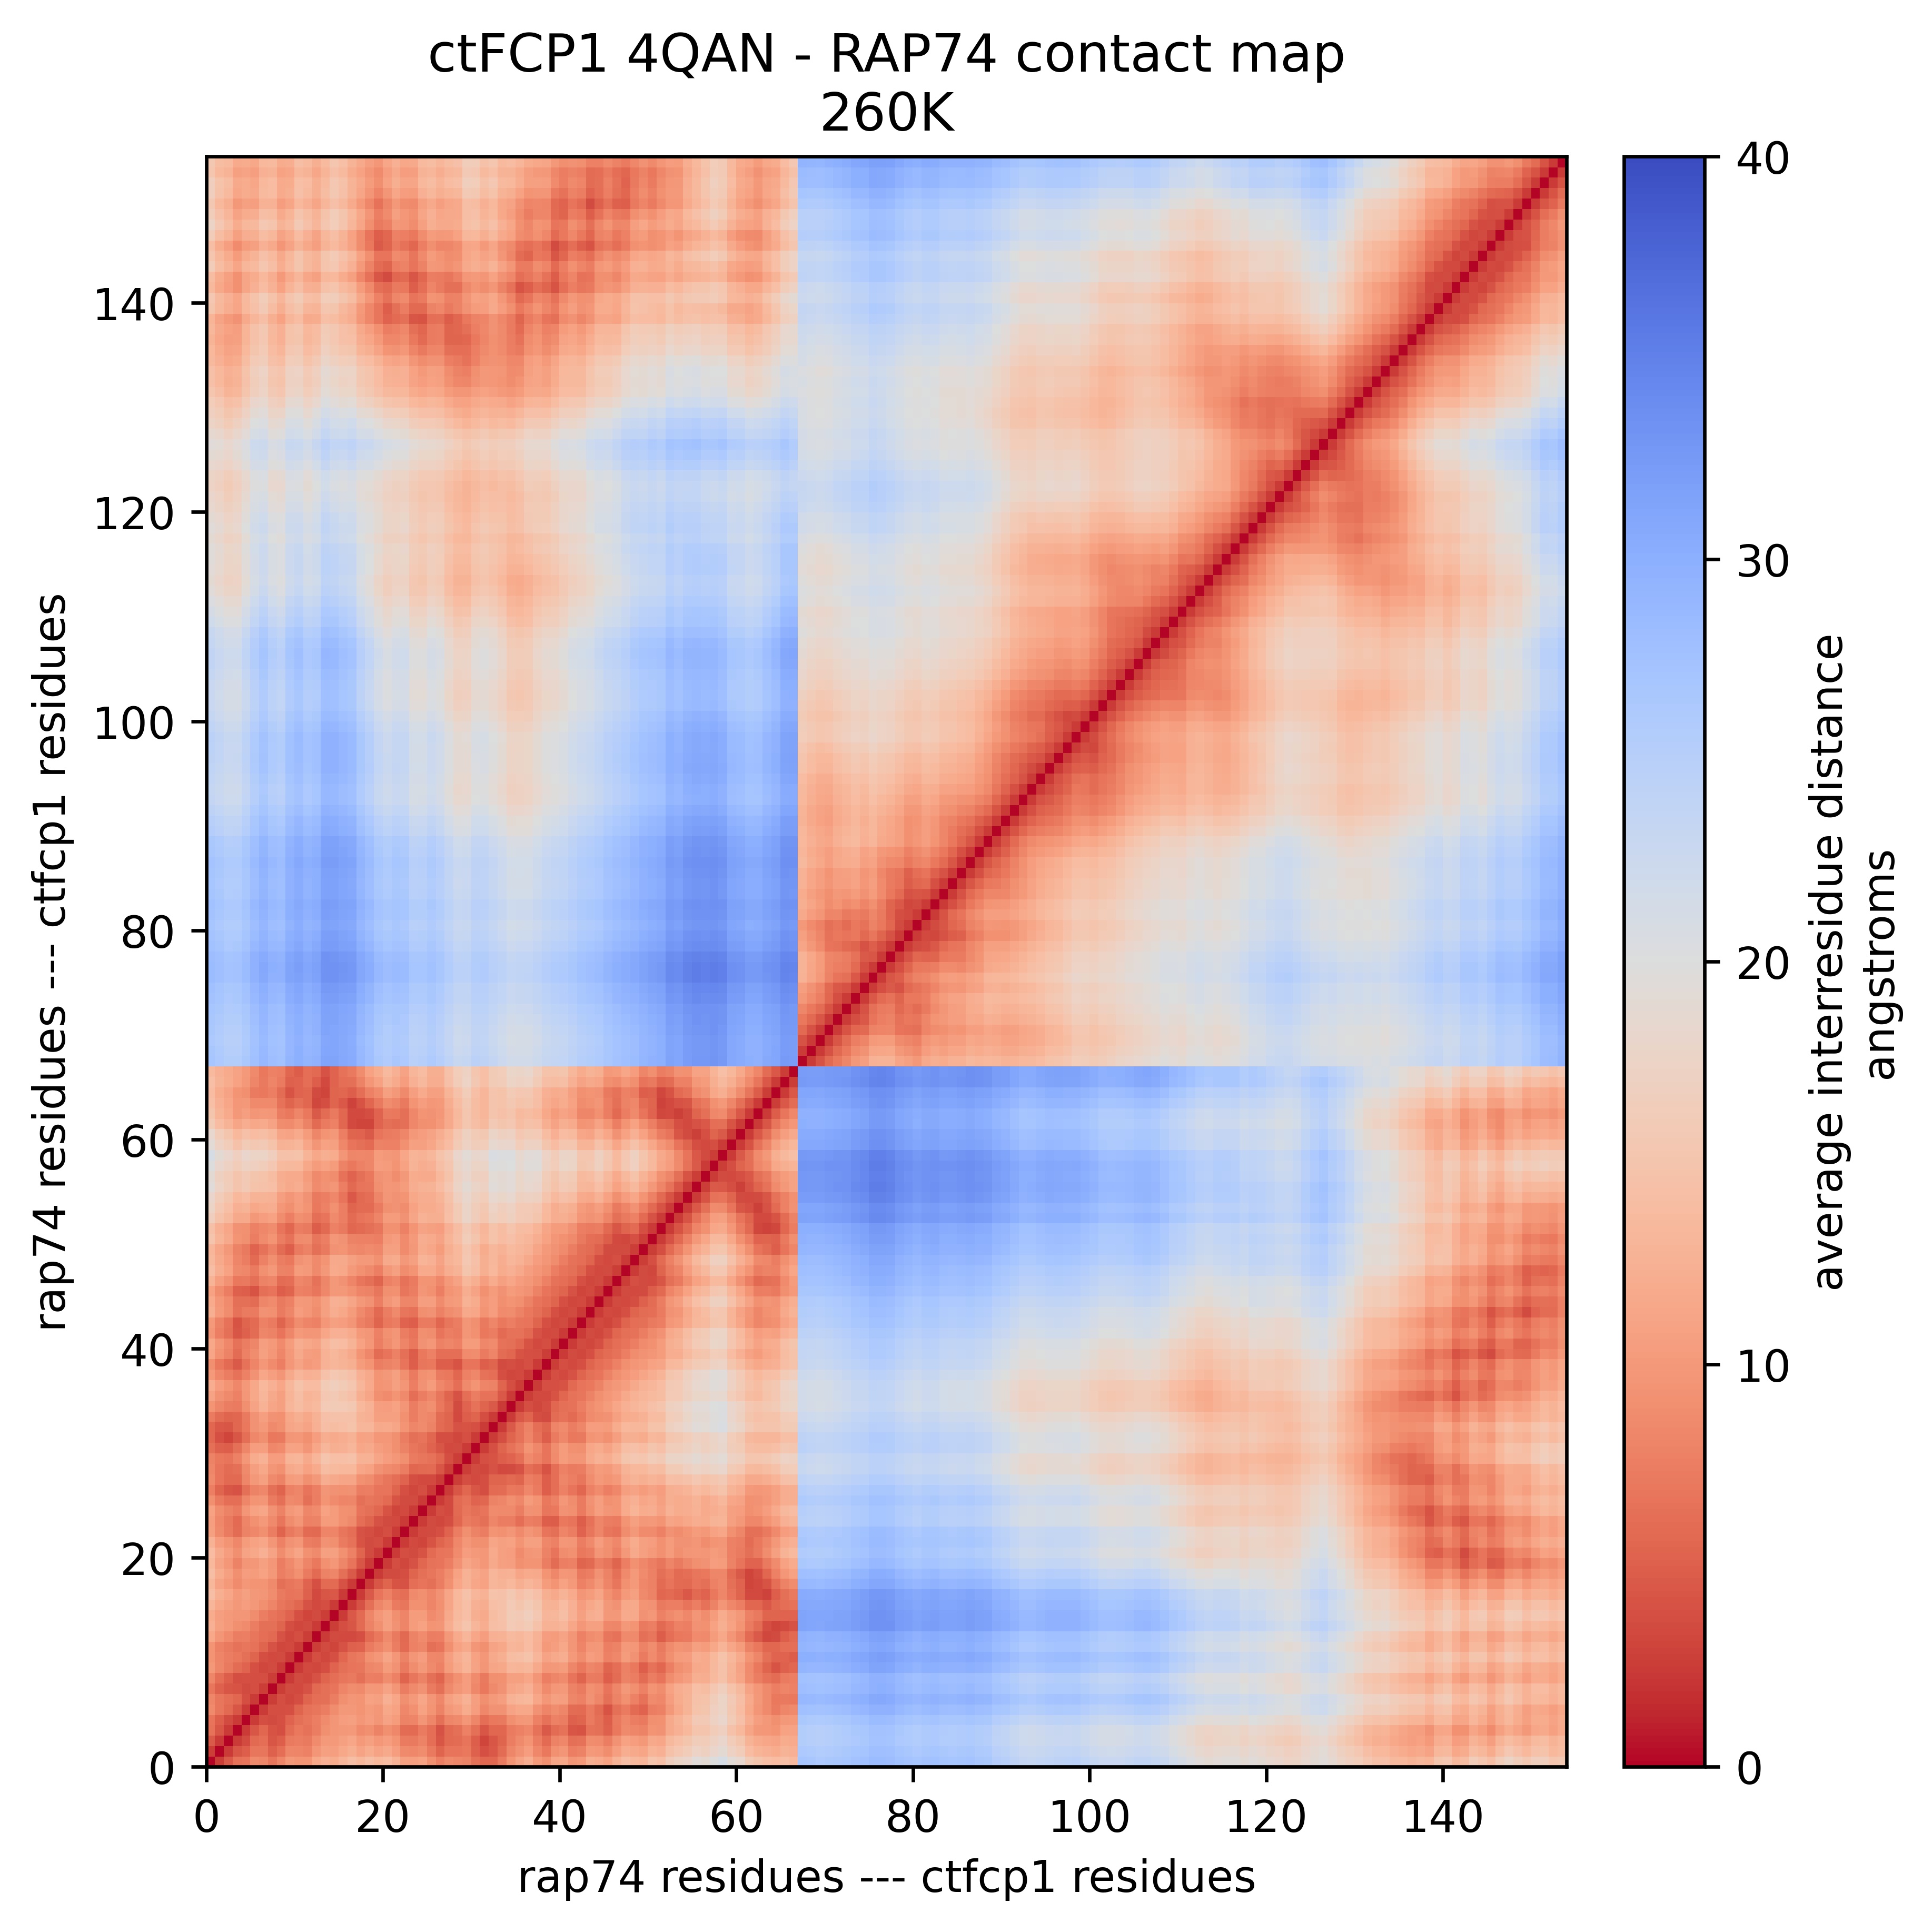 ctFCP1 4QAN - RAP74 contact map
260K
rap74 residues --- ctfcp1 residues
140
120
100
80
60
40
20
0
0 20 40 60 80 100 120 140
rap74 residues --- ctfcp1 residues
40
30
20
10
0
average interresidue distance
angstroms